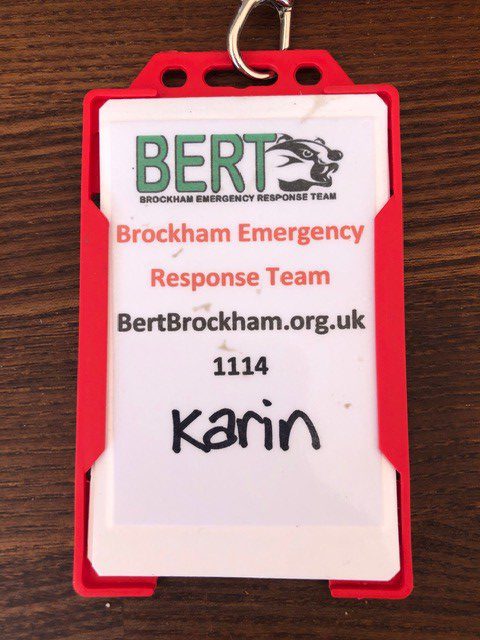 BERT
BROCKHAM EMERGENCY RESPONSE TEAM
Brockham Emergency
Response Team
BertBrockham.org.uk
1114
Karin